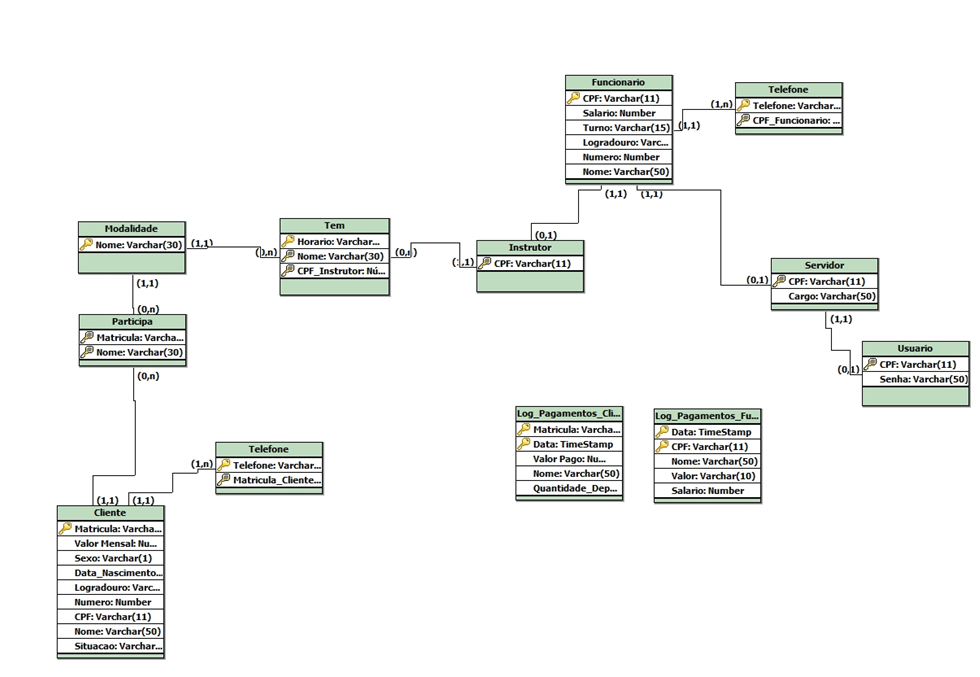 Funcionario
CPF: Varchar(11)
Salario: Number
Turno: Varchar(15)
Logradouro: Varc...
Numero: Number
Nome: Varchar(50)
(1,1)
(1,n)
Telefone
Telefone: Varchar...
CPF_Funcionario: ...
(1,1)
(1,1)
Modalidade
Nome: Varchar(30)
(1,1)
(0,n)
Tem
Horario: Varchar...
Nome: Varchar(30)
CPF_Instrutor: Nú...
(0,n)
(1,1)
(0,1)
Instrutor
CPF: Varchar(11)
(0,1)
Servidor
CPF: Varchar(11)
Cargo: Varchar(50)
(1,1)
(0,1)
Usuario
CPF: Varchar(11)
Senha: Varchar(50)
(1,1)
(0,n)
Participa
Matricula: Varcha...
Nome: Varchar(30)
(0,n)
Log_Pagamentos_Cli...
Matricula: Varcha...
Data: TimeStamp
Valor Pago: Nu...
Nome: Varchar(50)
Quantidade_Dep...
Log_Pagamentos_Fu...
Data: TimeStamp
CPF: Varchar(11)
Nome: Varchar(50)
Valor: Varchar(10)
Salario: Number
(1,n)
Telefone
Telefone: Varchar...
Matricula_Cliente...
(1,1)
(1,1)
Cliente
Matricula: Varcha...
Valor Mensal: Nu...
Sexo: Varchar(1)
Data_Nascimento...
Logradouro: Varc...
Numero: Number
CPF: Varchar(11)
Nome: Varchar(50)
Situacao: Varchar...